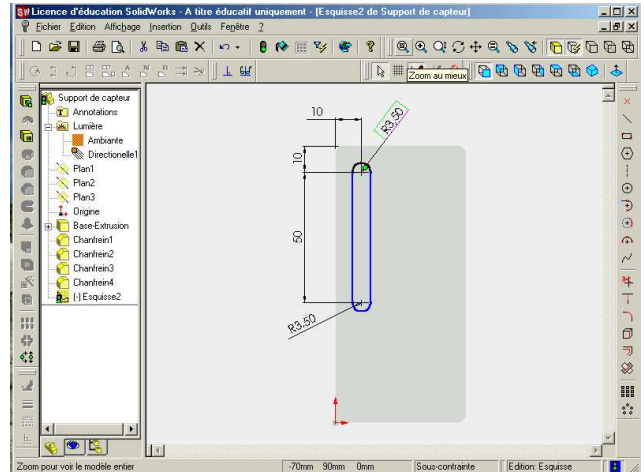 Licence d'éducation SolidWorks - A titre éducatif uniquement - [Esquisse2 de Support de capteur]
Fichier Edition Affichage Insertion Outils Fenêtre ?
Zoom au mieux
Support de capteur
Annotations
Lumière
Ambiante
Directionelle1
Plan1
Plan2
Plan3
Origine
Base-Extrusion
Chanfrein1
Chanfrein2
Chanfrein3
Chanfrein4
(-) Esquisse2
10
R3,50
10
50
R3,50
Zoom pour voir le modèle entier
-70mm 90mm 0mm
Sous-contrainte
Edition: Esquisse